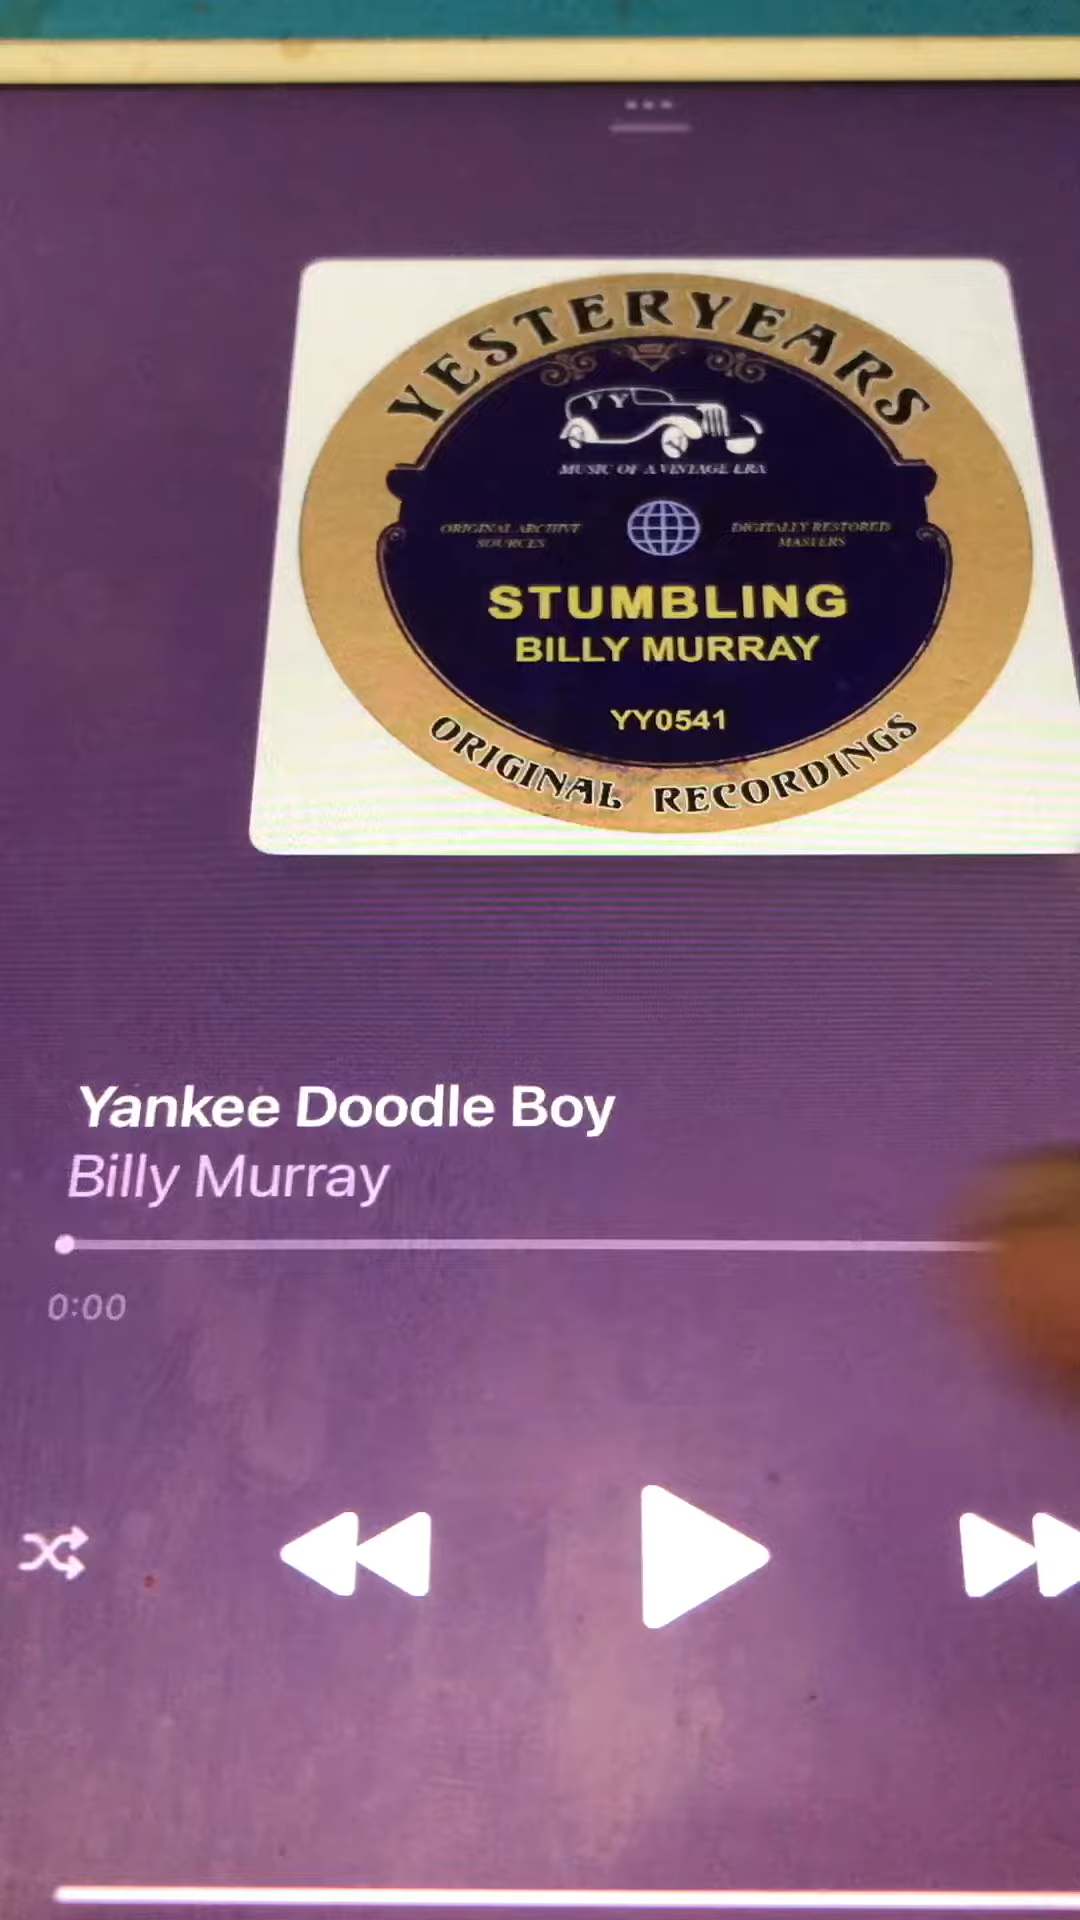 YESTERYEARS
YY
MUSIC OF A VINTAGE ERA
ORIGINAL ARCHIVE
SOURCES
DIGITALLY RESTORED
MASTERS
STUMBLING
BILLY MURRAY
YY0541
ORIGINAL RECORDINGS
Yankee Doodle Boy
Billy Murray
0:00